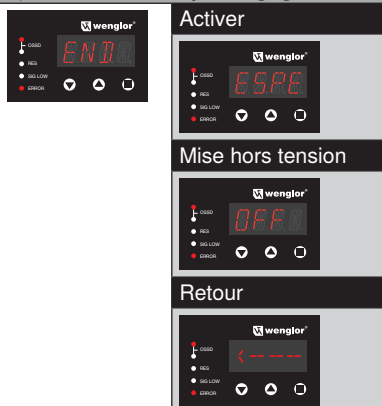 wenglor®
OSSD
END
RES
SIG LOW
ERROR
Activer
wenglor®
OSSD
ESPE
RES
SIG LOW
ERROR
Mise hors tension
wenglor®
OSSD
OFF
RES
SIG LOW
ERROR
Retour
wenglor®
OSSD
<-----
RES
SIG LOW
ERROR